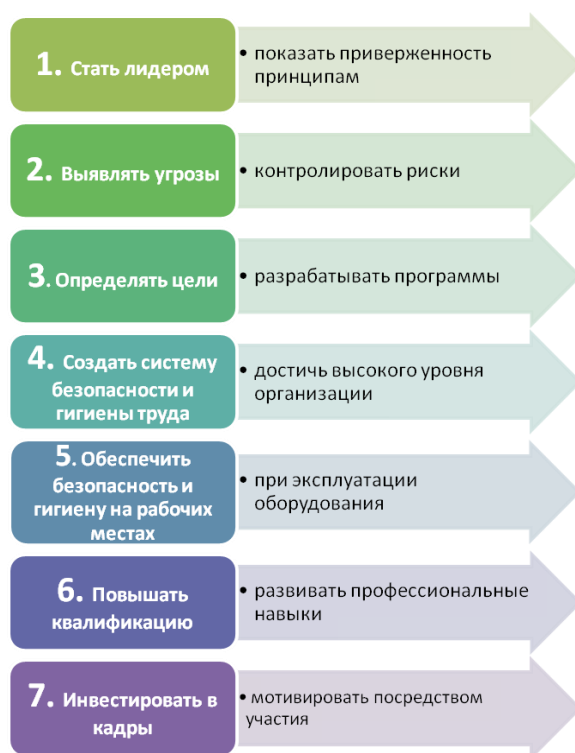 1. Стать лидером
• показать приверженность
принципам
2. Выявлять угрозы
• контролировать риски
3. Определять цели
• разрабатывать программы
4. Создать систему
безопасности и
гигиены труда
• достичь высокого уровня
организации
5. Обеспечить
безопасность и
гигиену на рабочих
местах
• при эксплуатации
оборудования
6. Повышать
квалификацию
• развивать профессиональные
навыки
7. Инвестировать в
кадры
• мотивировать посредством
участия